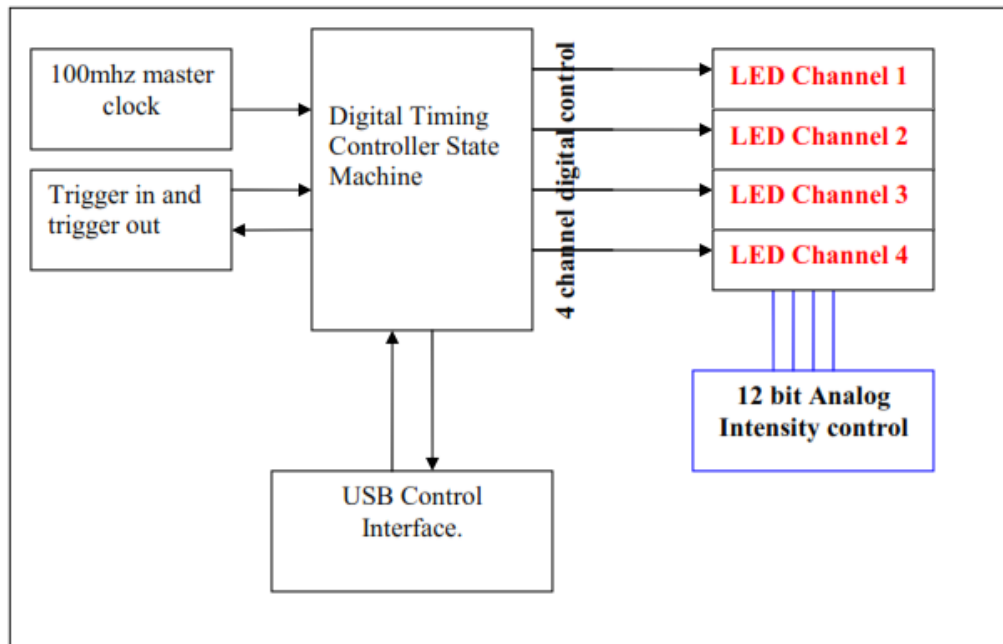 100mhz master
clock
Trigger in and
trigger out
Digital Timing
Controller State
Machine
4 channel digital control
LED Channel 1
LED Channel 2
LED Channel 3
LED Channel 4
12 bit Analog
Intensity control
USB Control
Interface.